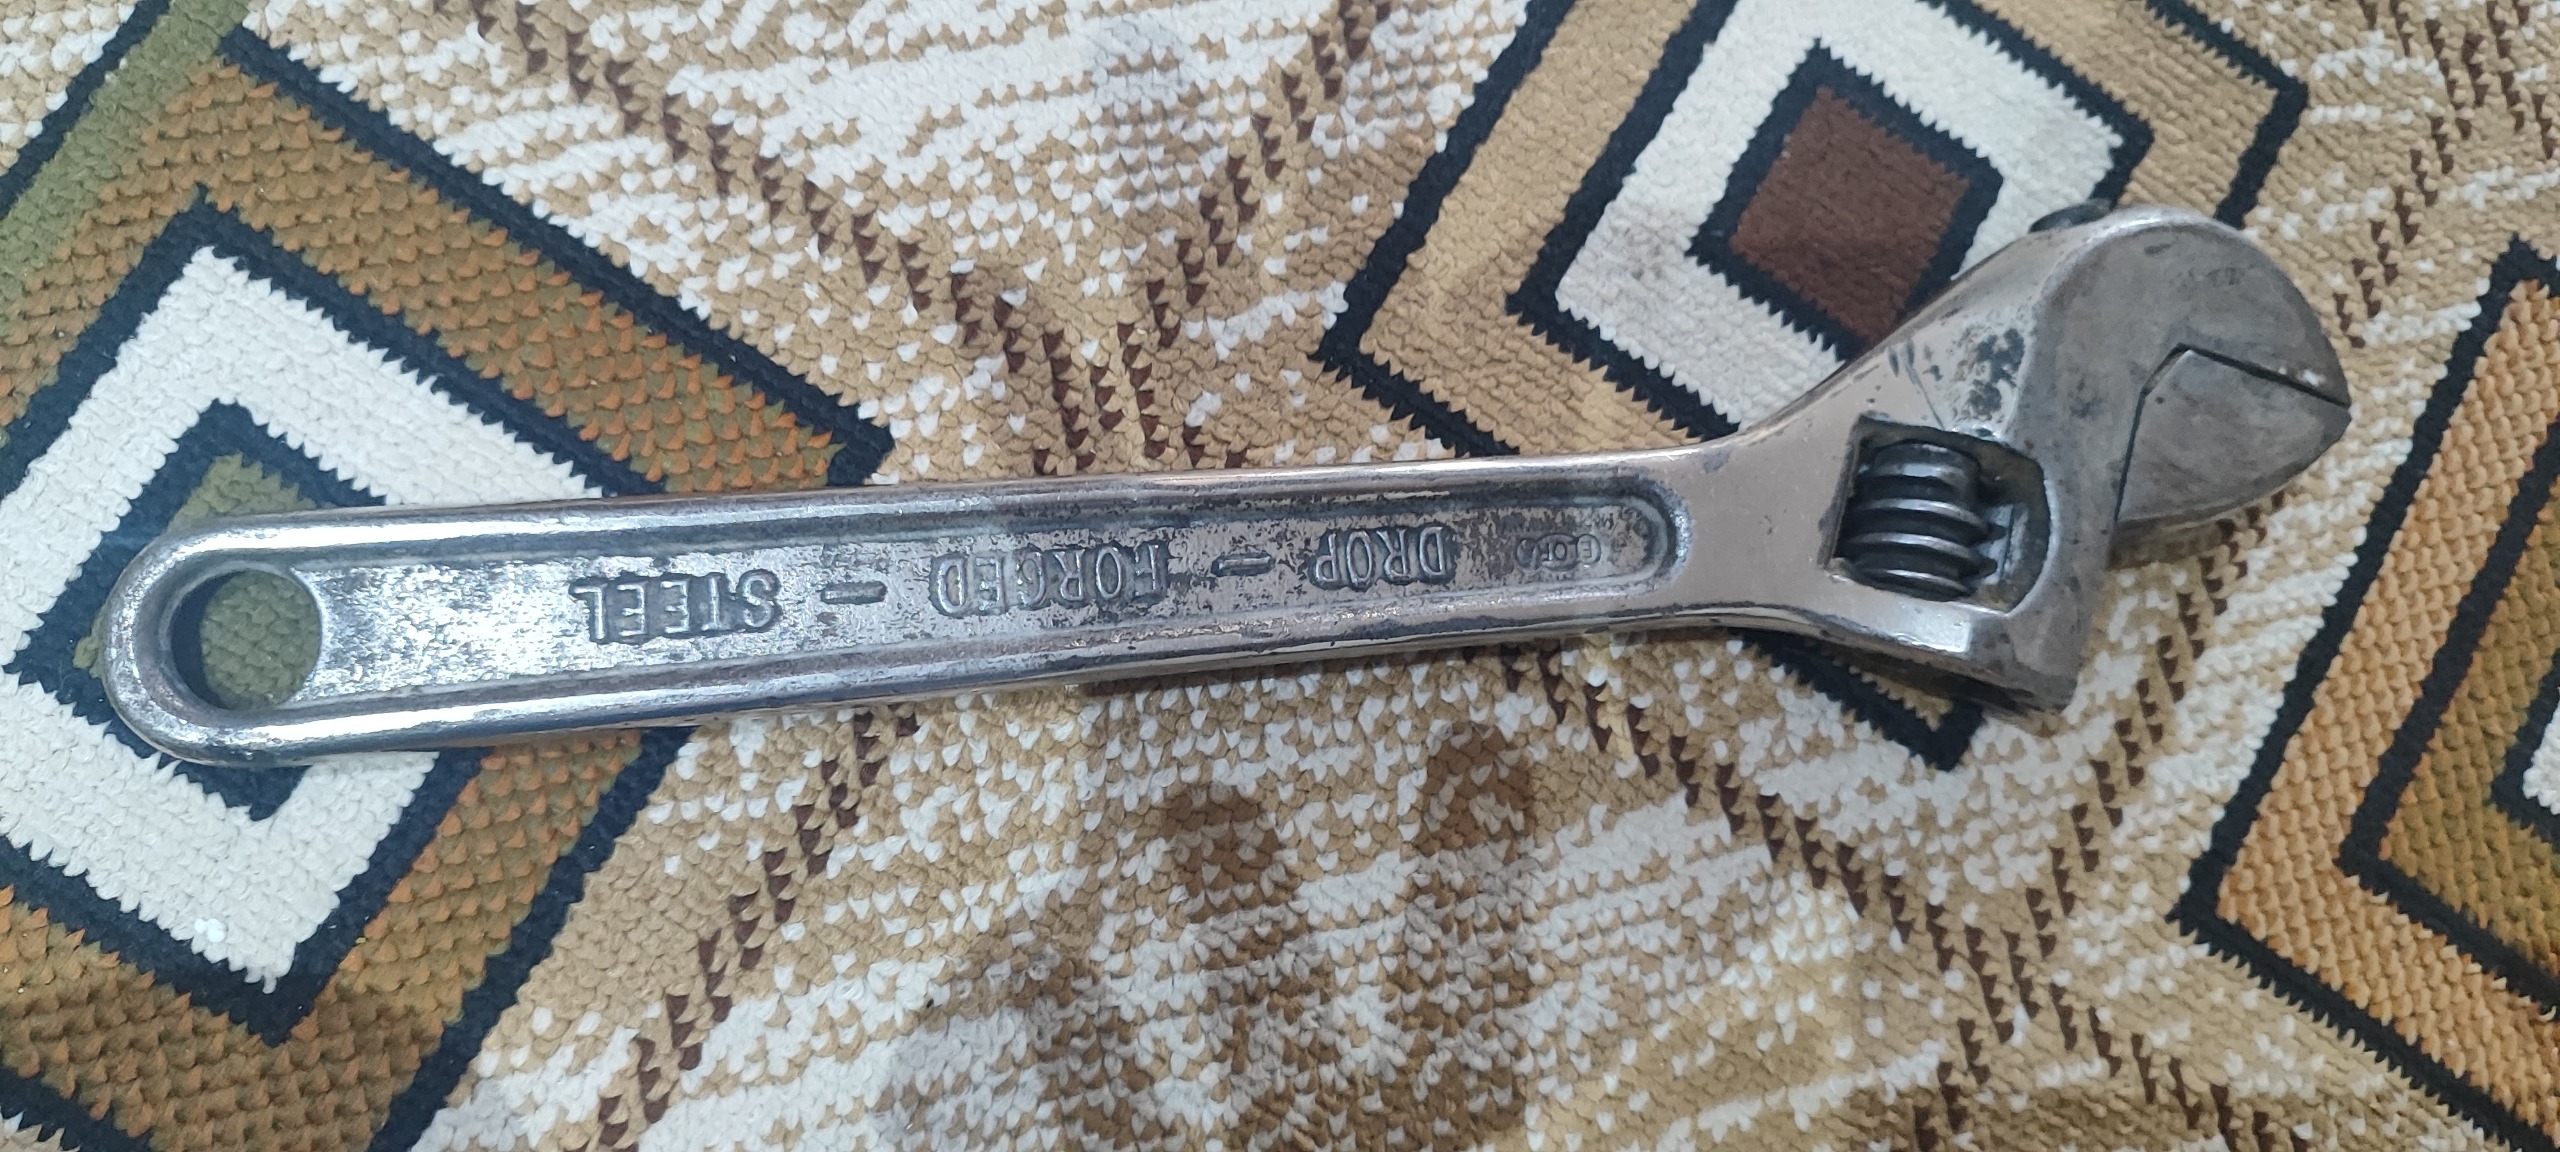 DROP - FORGED - STEEL